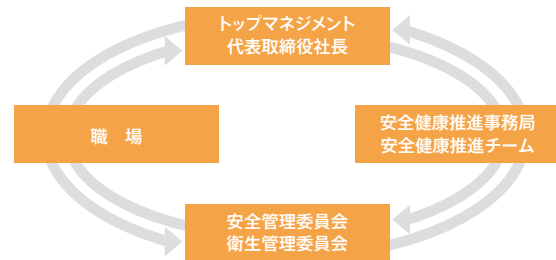 トップマネジメント
代表取締役社長
職　場
安全健康推進事務局
安全健康推進チーム
安全管理委員会
衛生管理委員会